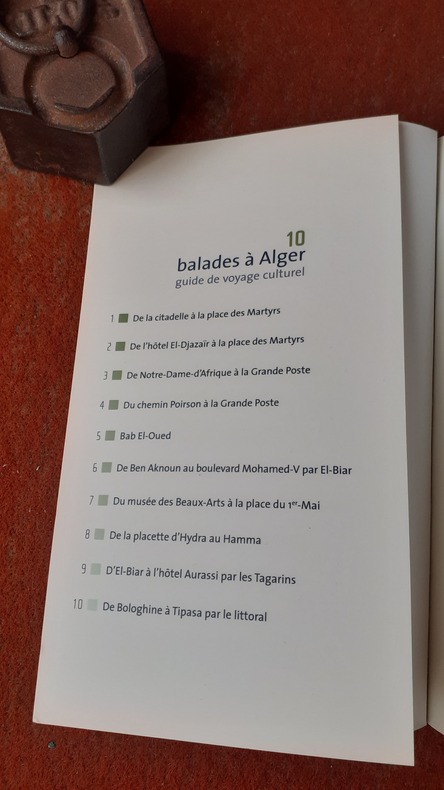 10
balades à Alger
guide de voyage culturel
1 De la citadelle à la place des Martyrs
2 De l'hôtel El-Djazaïr à la place des Martyrs
3 De Notre-Dame-d'Afrique à la Grande Poste
4 Du chemin Poirson à la Grande Poste
5 Bab El-Oued
6 De Ben Aknoun au boulevard Mohamed-V par El-Biar
7 Du musée des Beaux-Arts à la place du 1er-Mai
8 De la placette d'Hydra au Hamma
9 D'El-Biar à l'hôtel Aurassi par les Tagarins
10 De Bologhine à Tipasa par le littoral